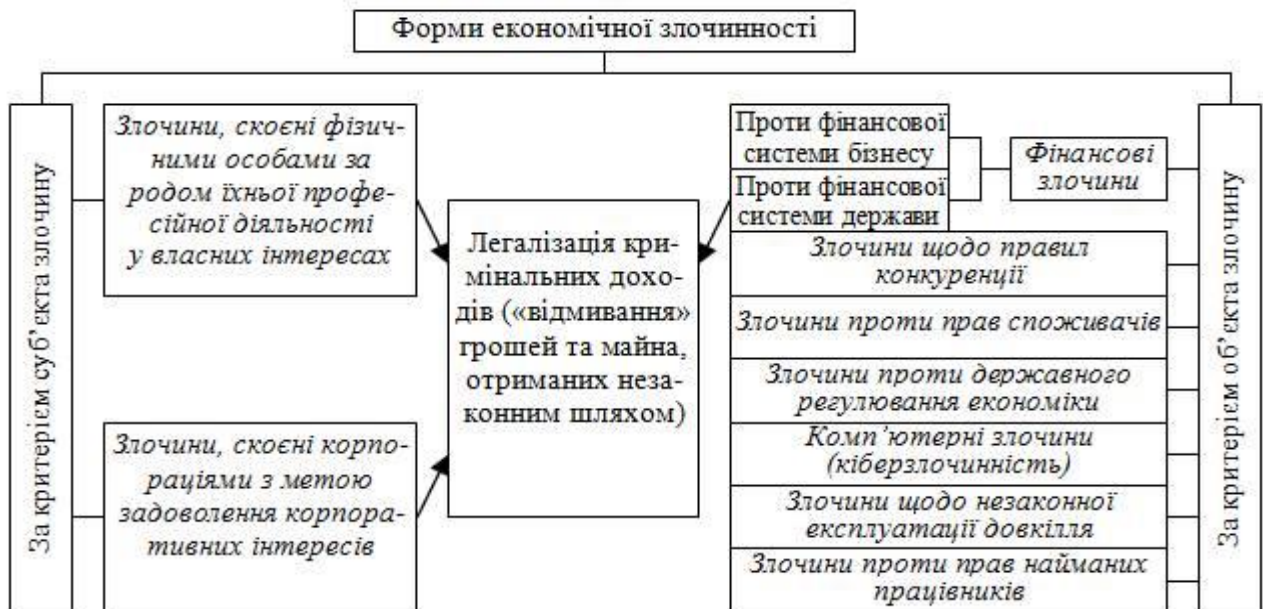 Форми економічної злочинності
За критерієм суб’єкта злочину
Злочини, скоєні фізич-
ними особами за
родом їхньої профе-
сійної діяльності
у власних інтересах
Злочини, скоєні корпо-
раціями з метою
задоволення корпора-
тивних інтересів
Легалізація кри-
мінальних дохо-
дів («відмивання»
грошей та майна,
отриманих неза-
конним шляхом)
Проти фінансової
системи бізнесу
Проти фінансової
системи держави
Фінансові
злочини
Злочини щодо правил
конкуренції
Злочини проти прав споживачів
Злочини проти державного
регулювання економіки
Комп’ютерні злочини
(кіберзлочинність)
Злочини щодо незаконної
експлуатації довкілля
Злочини проти прав найманих
працівників
За критерієм об’єкта злочину